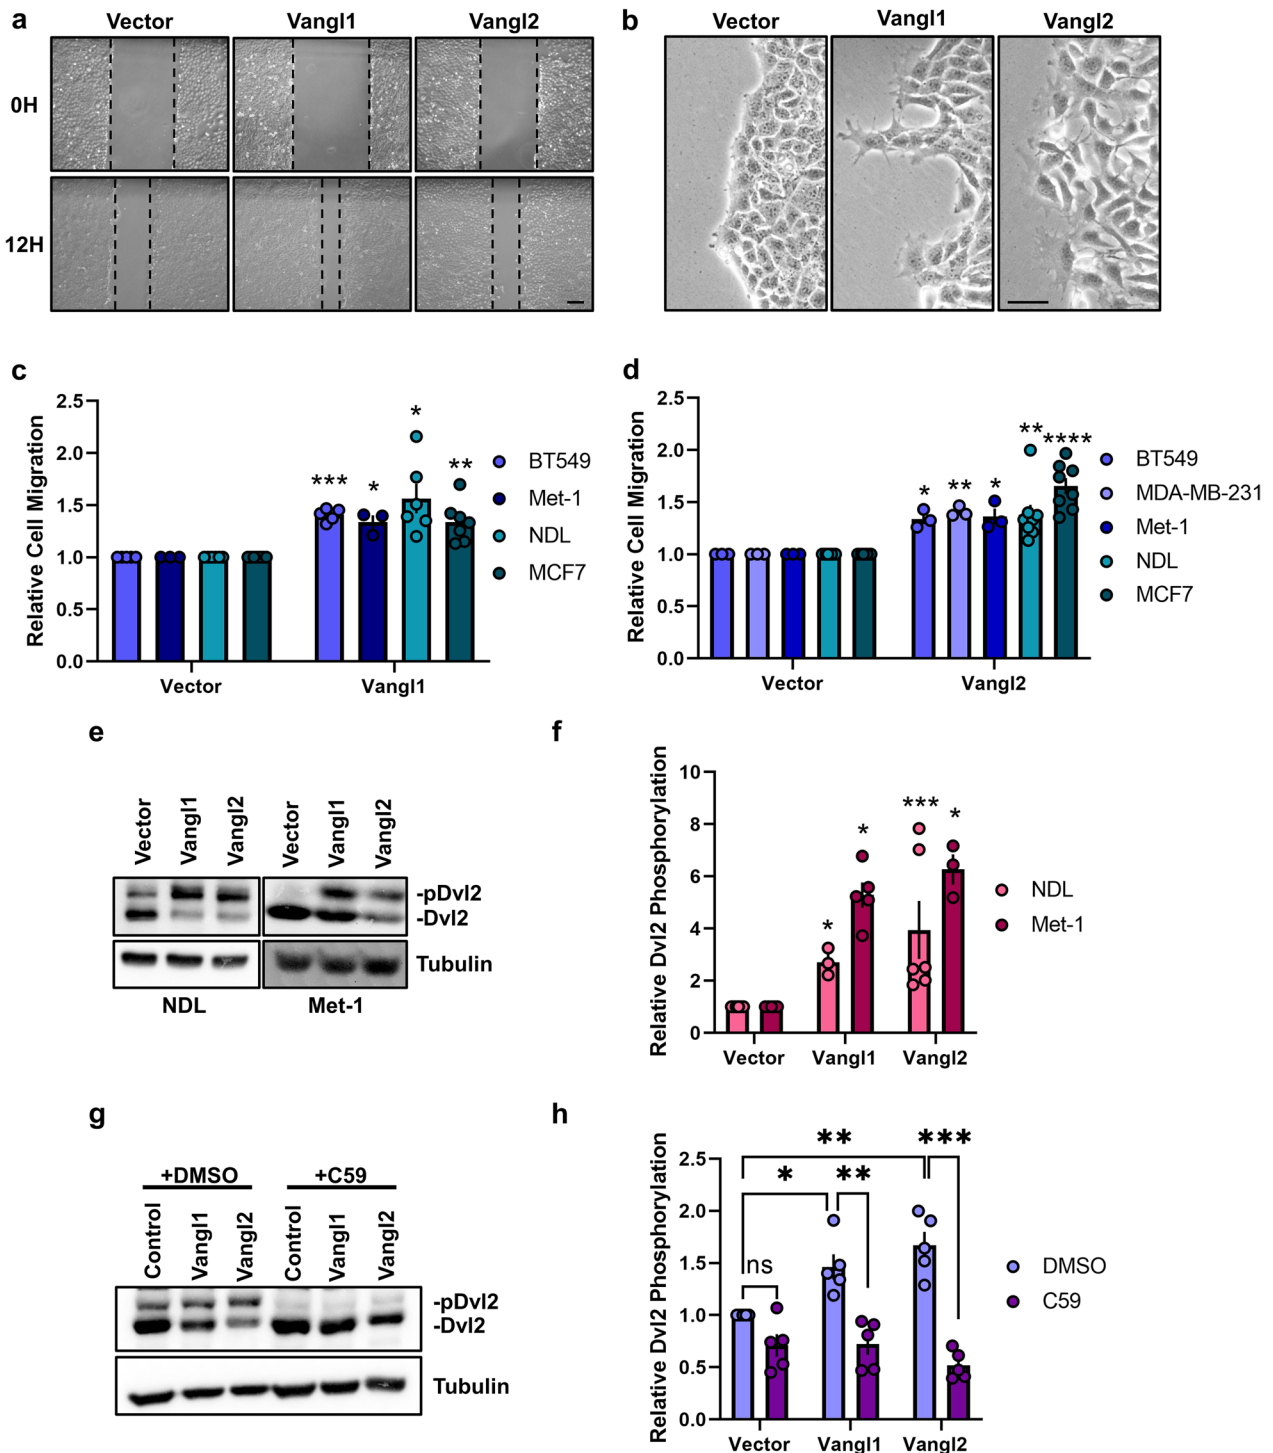 a
Vector
Vangl1
Vangl2
0H
12H
b
Vector
Vangl1
Vangl2
c
Relative Cell Migration
2.5
2.0
1.5
1.0
0.5
0.0
***
*
*
**
Vector
Vangl1
BT549
Met-1
NDL
MCF7
d
Relative Cell Migration
2.5
2.0
1.5
1.0
0.5
0.0
*
**
*
**
****
Vector
Vangl2
BT549
MDA-MB-231
Met-1
NDL
MCF7
e
Vector
Vangl1
Vangl2
Vector
Vangl1
Vangl2
-pDvl2
-Dvl2
Tubulin
NDL
Met-1
f
Relative Dvl2 Phosphorylation
10
8
6
4
2
0
*
*
***
*
Vector
Vangl1
Vangl2
NDL
Met-1
g
+DMSO
+C59
Control
Vangl1
Vangl2
Control
Vangl1
Vangl2
-pDvl2
-Dvl2
Tubulin
h
Relative Dvl2 Phosphorylation
2.5
2.0
1.5
1.0
0.5
0.0
**
***
*
**
ns
Vector
Vangl1
Vangl2
DMSO
C59